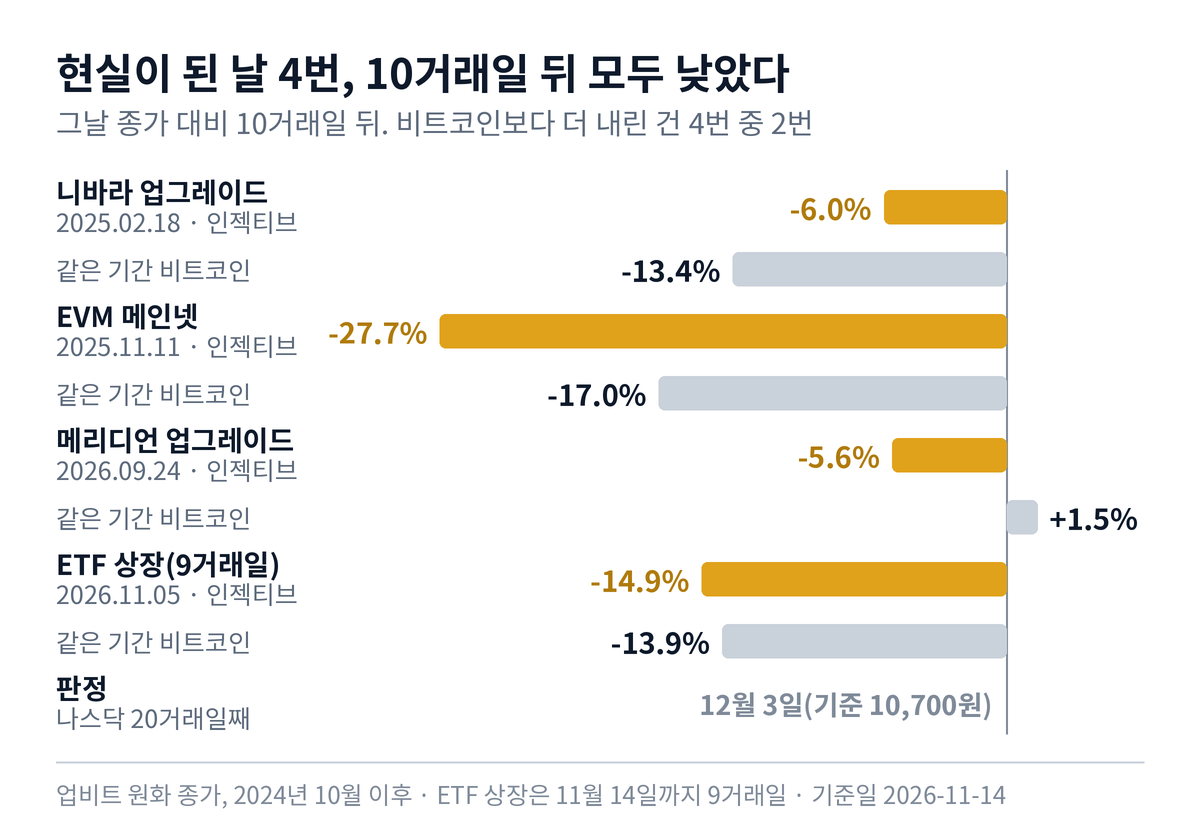 현실이 된 날 4번, 10거래일 뒤 모두 낮았다
그날 종가 대비 10거래일 뒤. 비트코인보다 더 내린 건 4번 중 2번
니바라 업그레이드
2025.02.18 · 인젝티브
-6.0%
같은 기간 비트코인
-13.4%
EVM 메인넷
2025.11.11 · 인젝티브
-27.7%
같은 기간 비트코인
-17.0%
메리디언 업그레이드
2026.09.24 · 인젝티브
-5.6%
같은 기간 비트코인
+1.5%
ETF 상장(9거래일)
2026.11.05 · 인젝티브
-14.9%
같은 기간 비트코인
-13.9%
판정
나스닥 20거래일째
12월 3일(기준 10,700원)
업비트 원화 종가, 2024년 10월 이후 · ETF 상장은 11월 14일까지 9거래일 · 기준일 2026-11-14